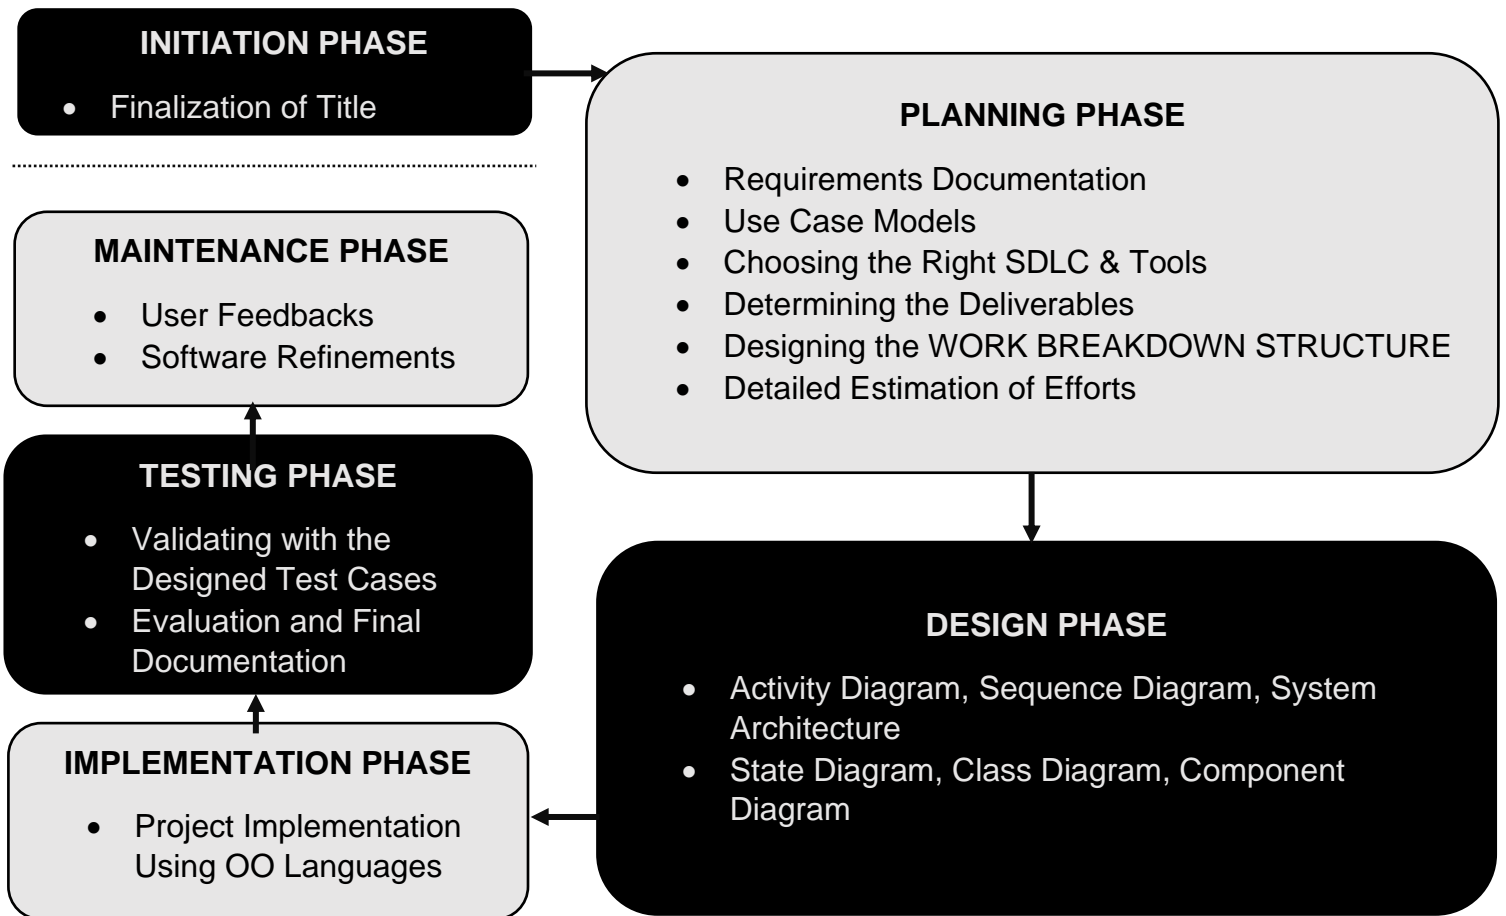 INITIATION PHASE
• Finalization of Title
PLANNING PHASE
• Requirements Documentation
• Use Case Models
• Choosing the Right SDLC & Tools
• Determining the Deliverables
• Designing the WORK BREAKDOWN STRUCTURE
• Detailed Estimation of Efforts
MAINTENANCE PHASE
• User Feedbacks
• Software Refinements
TESTING PHASE
• Validating with the
Designed Test Cases
• Evaluation and Final
Documentation
DESIGN PHASE
• Activity Diagram, Sequence Diagram, System
Architecture
• State Diagram, Class Diagram, Component
Diagram
IMPLEMENTATION PHASE
• Project Implementation
Using OO Languages